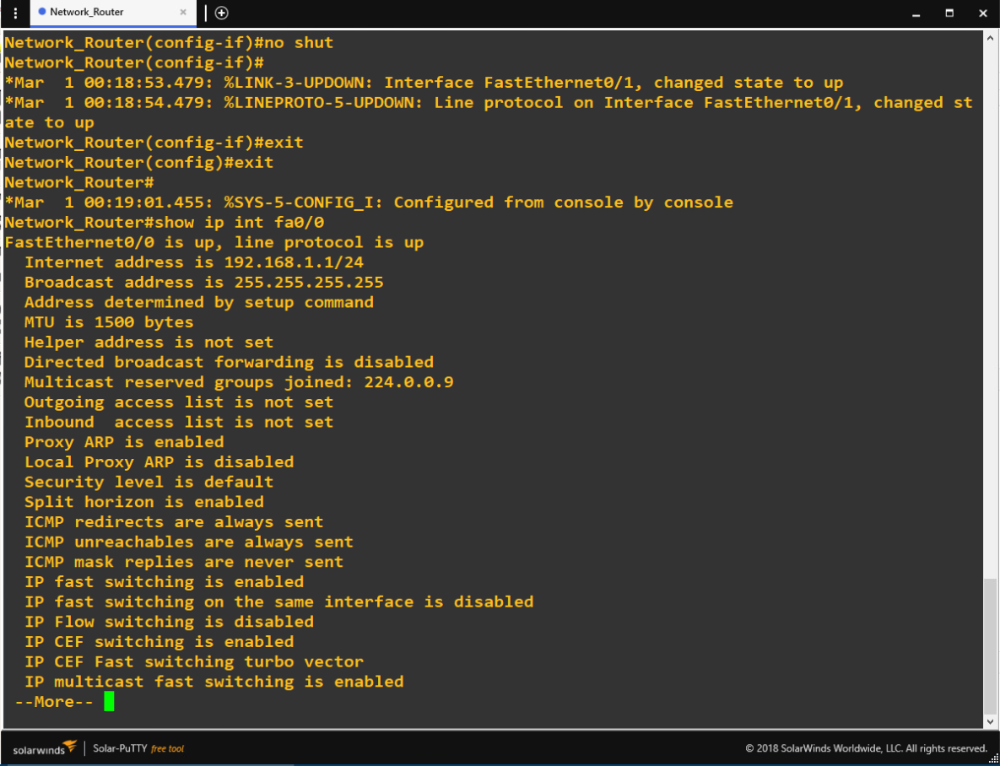 Network_Router
Network_Router(config-if)#no shut
Network_Router(config-if)#
*Mar  1 00:18:53.479: %LINK-3-UPDOWN: Interface FastEthernet0/1, changed state to up
*Mar  1 00:18:54.479: %LINEPROTO-5-UPDOWN: Line protocol on Interface FastEthernet0/1, changed st
ate to up
Network_Router(config-if)#exit
Network_Router(config)#exit
Network_Router#
*Mar  1 00:19:01.455: %SYS-5-CONFIG_I: Configured from console by console
Network_Router#show ip int fa0/0
FastEthernet0/0 is up, line protocol is up
  Internet address is 192.168.1.1/24
  Broadcast address is 255.255.255.255
  Address determined by setup command
  MTU is 1500 bytes
  Helper address is not set
  Directed broadcast forwarding is disabled
  Multicast reserved groups joined: 224.0.0.9
  Outgoing access list is not set
  Inbound  access list is not set
  Proxy ARP is enabled
  Local Proxy ARP is disabled
  Security level is default
  Split horizon is enabled
  ICMP redirects are always sent
  ICMP unreachables are always sent
  ICMP mask replies are never sent
  IP fast switching is enabled
  IP fast switching on the same interface is disabled
  IP Flow switching is disabled
  IP CEF switching is enabled
  IP CEF Fast switching turbo vector
  IP multicast fast switching is enabled
 --More--
solarwinds | Solar-PuTTY free tool © 2018 SolarWinds Worldwide, LLC. All rights reserved.